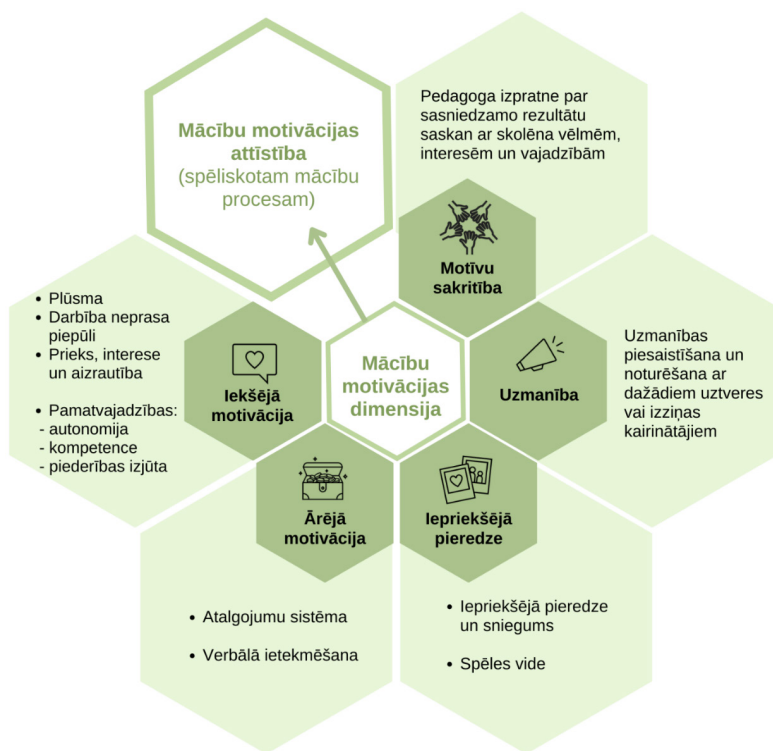 Mācību motivācijas
attīstība
(spēliskotam mācību
procesam)
Pedagoga izpratne par
sasniedzamo rezultātu
saskan ar skolēna vēlmēm,
interesēm un vajadzībām
Motīvu
sakritība
• Plūsma
• Darbība neprasa
piepūli
• Prieks, interese
un aizrautība
• Pamatvajadzības:
- autonomija
- kompetence
- piederības izjūta
Iekšējā
motivācija
Mācību
motivācijas
dimensija
Uzmanība
Uzmanības
piesaistīšana un
noturēšana ar
dažādiem uztveres
vai izziņas
kairinātājiem
Ārējā
motivācija
Iepriekšējā
pieredze
• Atalgojumu sistēma
• Verbālā ietekmēšana
• Iepriekšējā pieredze
un sniegums
• Spēles vide